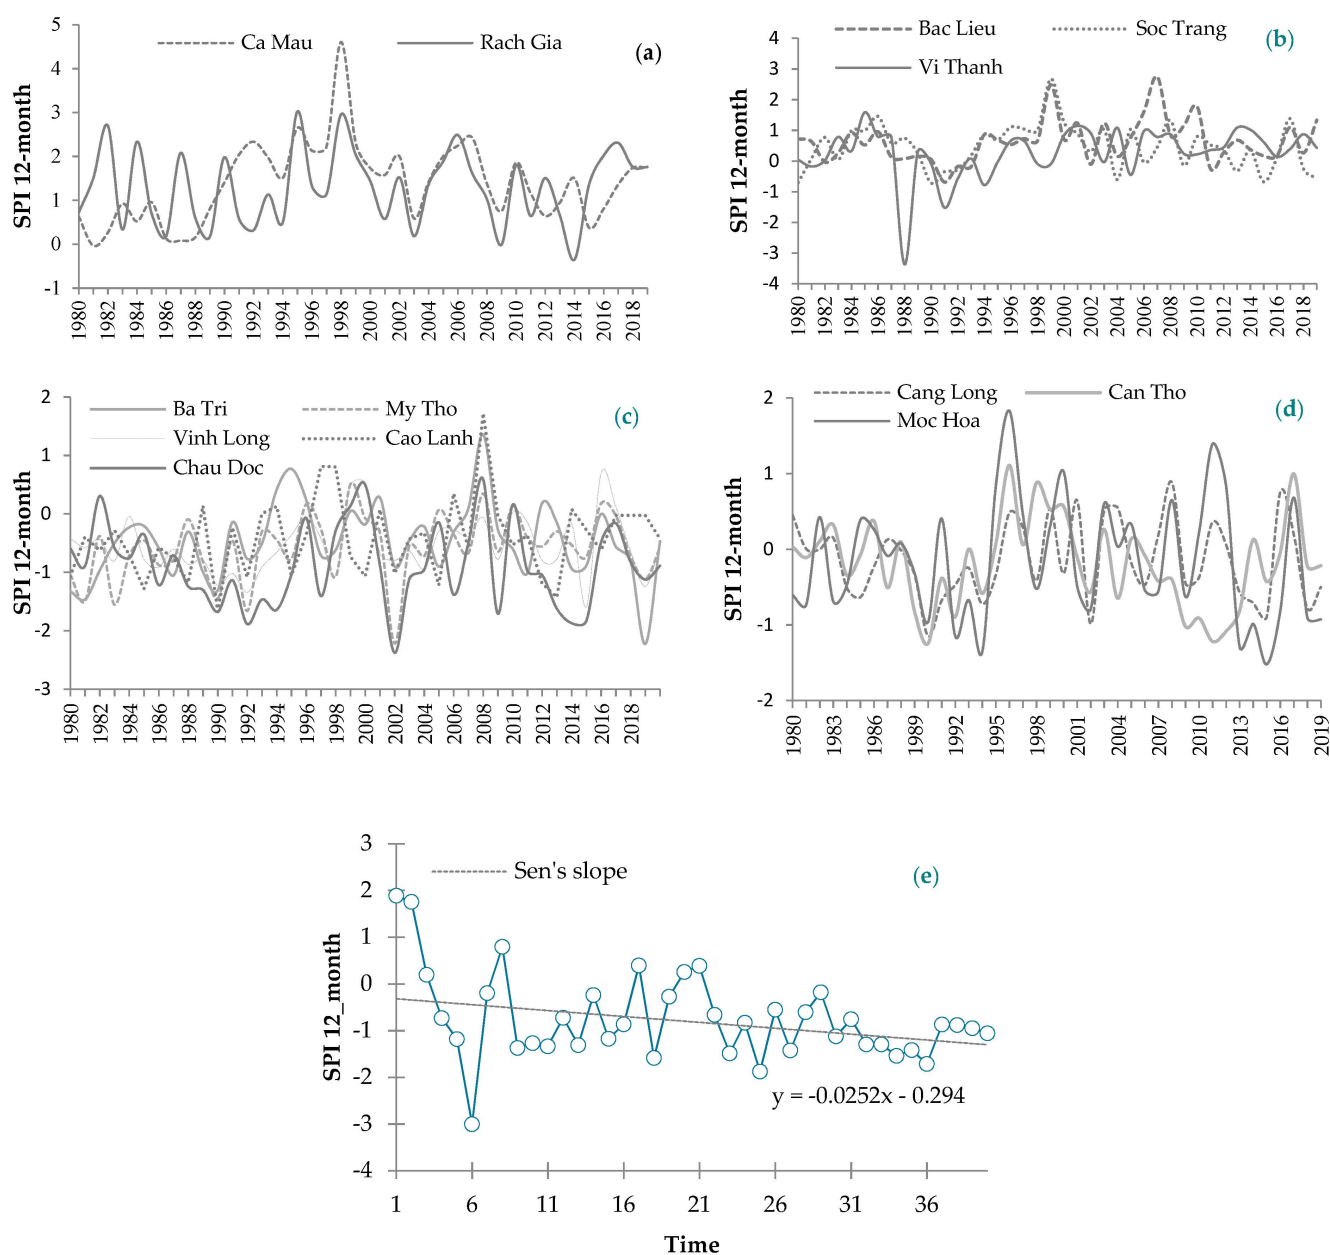 Ca Mau Rach Gia (a)
SPI 12-month
5
4
3
2
1
0
-1
1980 1982 1984 1986 1988 1990 1992 1994 1996 1998 2000 2002 2004 2006 2008 2010 2012 2014 2016 2018
Bac Lieu Soc Trang (b)
Vi Thanh
SPI 12-month
4
3
2
1
0
-1
-2
-3
-4
1980 1982 1984 1986 1988 1990 1992 1994 1996 1998 2000 2002 2004 2006 2008 2010 2012 2014 2016 2018
Ba Tri My Tho (c)
Vinh Long Cao Lanh
Chau Doc
SPI 12-month
2
1
0
-1
-2
-3
1980 1982 1984 1986 1988 1990 1992 1994 1996 1998 2000 2002 2004 2006 2008 2010 2012 2014 2016 2018
Cang Long Can Tho (d)
Moc Hoa
SPI 12-month
2
1
0
-1
-2
1980 1983 1986 1989 1992 1995 1998 2001 2004 2007 2010 2013 2016 2019
Sen's slope (e)
SPI 12_month
3
2
1
0
-1
-2
-3
-4
y = -0.0252x - 0.294
1 6 11 16 21 26 31 36
Time